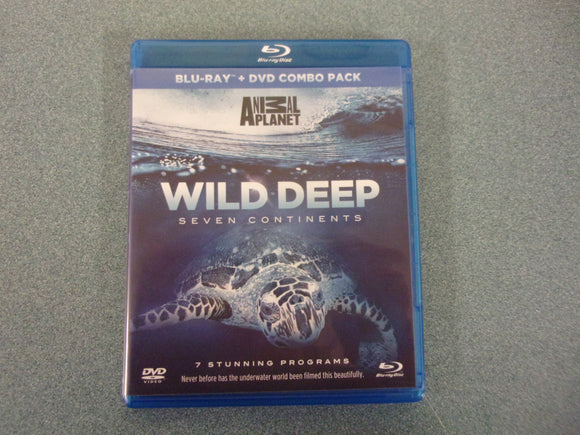 Blu-ray Disc
BLU-RAY™ + DVD COMBO PACK
ANIMAL
PLANET
WILD DEEP
SEVEN CONTINENTS
7 STUNNING PROGRAMS
DVD
VIDEO
Never before has the underwater world been filmed this beautifully.
Blu-ray Disc